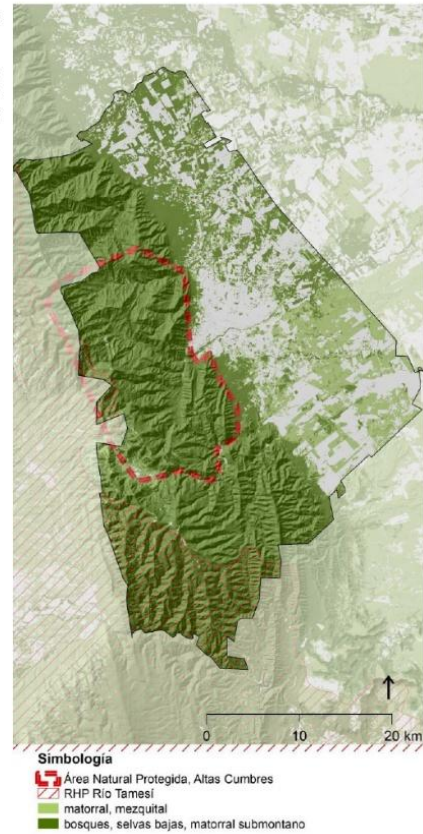 0 10 20 km
Simbología
Área Natural Protegida, Altas Cumbres
RHP Río Tamesí
matorral, mezquital
bosques, selvas bajas, matorral submontano